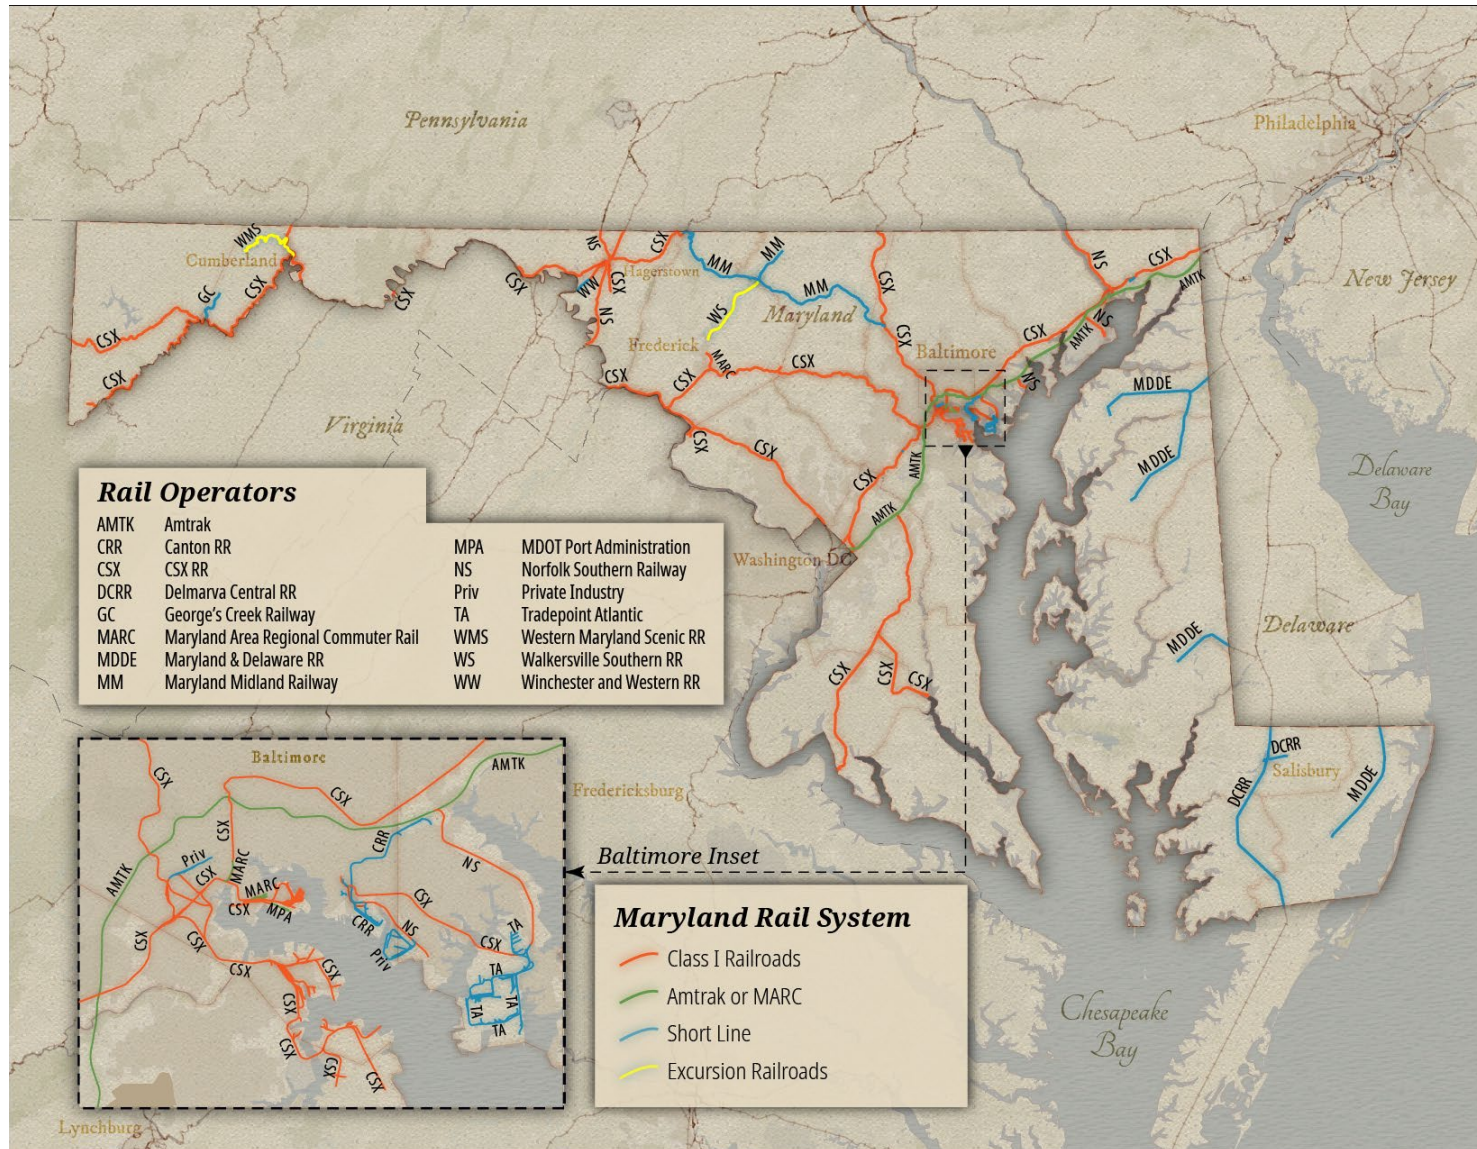 Pennsylvania
Philadelphia
New Jersey
WMS
Cumberland
GC
CSX
CSX
CSX
CSX
CSX
NS
CSX
Hagerstown
WW
CSX
NS
MM
MM
MM
WS
Maryland
Frederick
MARC
CSX
CSX
CSX
CSX
CSX
CSX
CSX
Baltimore
NS
CSX
AMTK
CSX
NS
AMTK
NS
MDDE
MDDE
Virginia
CSX
AMTK
AMTK
Washington DC
Delaware
Bay
Delaware
MDDE
CSX
CSX
CSX
DCRR
Salisbury
DCRR
MDDE
Rail Operators
AMTK Amtrak
CRR Canton RR
CSX CSX RR
DCRR Delmarva Central RR
GC George's Creek Railway
MARC Maryland Area Regional Commuter Rail
MDDE Maryland & Delaware RR
MM Maryland Midland Railway
MPA MDOT Port Administration
NS Norfolk Southern Railway
Priv Private Industry
TA Tradepoint Atlantic
WMS Western Maryland Scenic RR
WS Walkersville Southern RR
WW Winchester and Western RR
Fredericksburg
Baltimore Inset
Baltimore
AMTK
CSX
CSX
CSX
CRR
Priv
CSX
MARC
NS
AMTK
MARC
CSX
MPA
CSX
CRR
NS
Priv
CSX
CSX
CSX
CSX
CSX
TA
TA
TA
TA
TA
CSX
CSX
CSX
CSX
CSX
Lynchburg
Maryland Rail System
Class I Railroads
Amtrak or MARC
Short Line
Excursion Railroads
Chesapeake
Bay